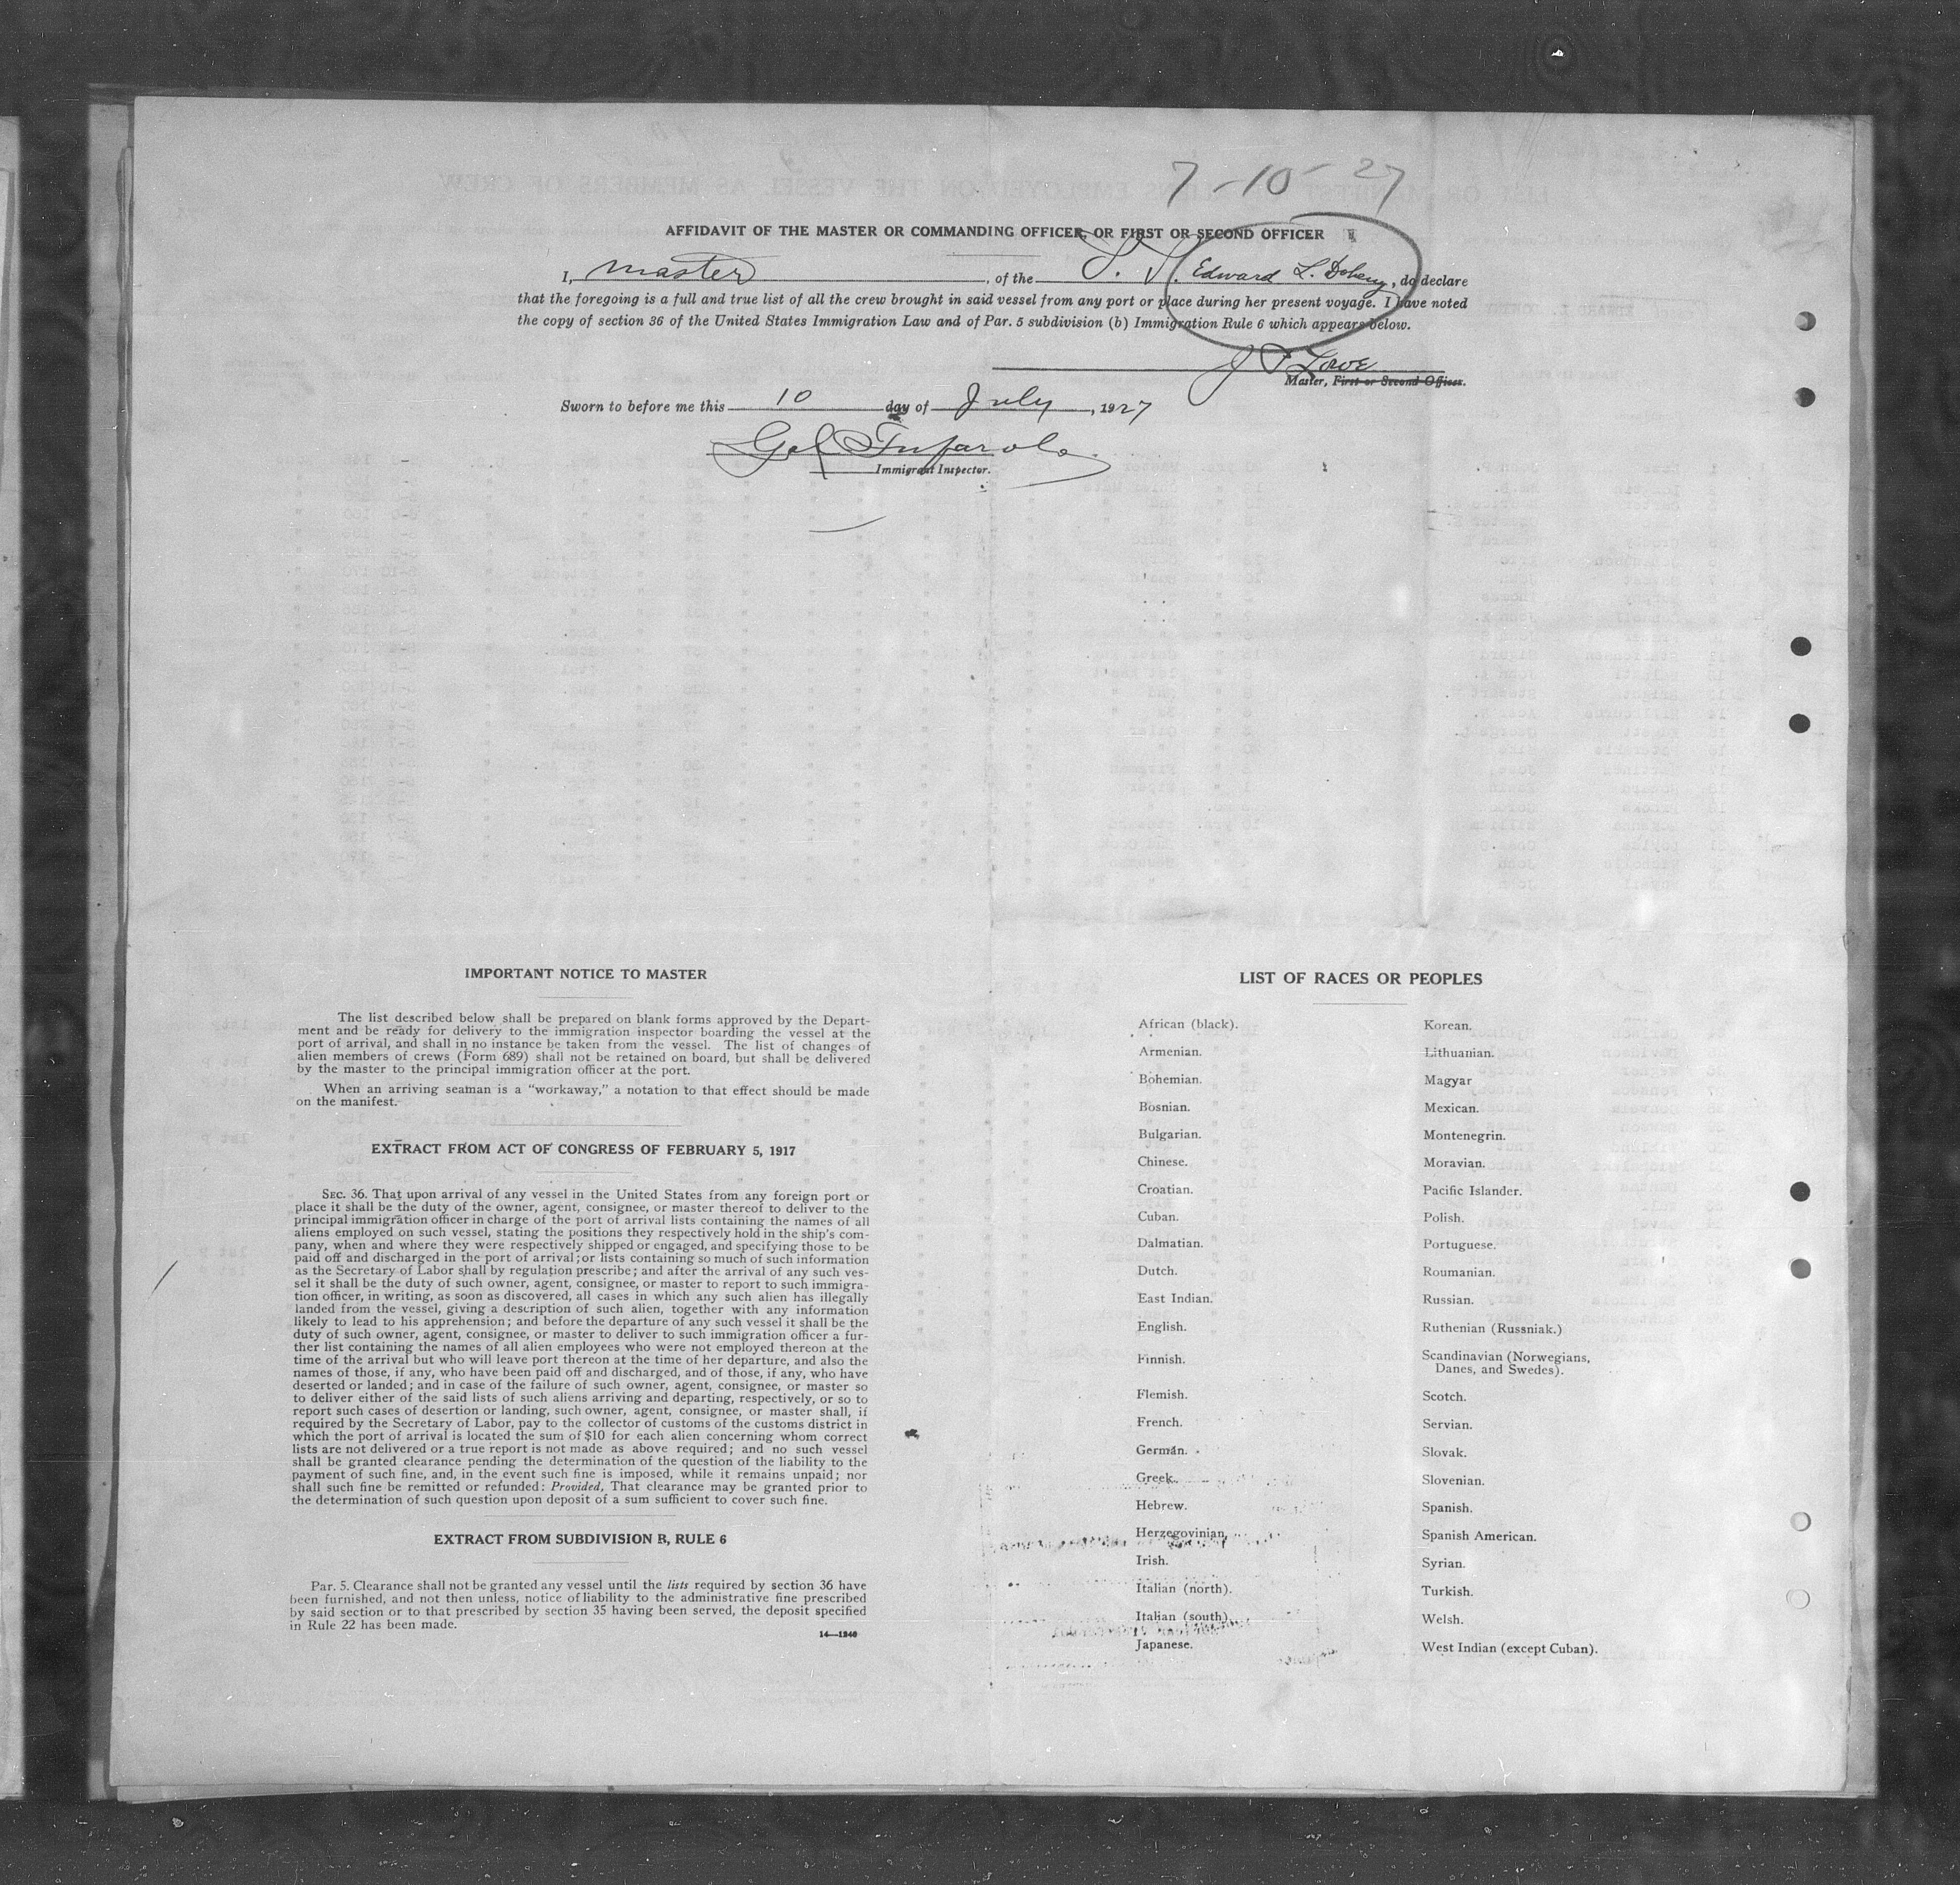 7-10-27
AFFIDAVIT OF THE MASTER OR COMMANDING OFFICER, OR FIRST OR SECOND OFFICER
I, master, of the S. S. Edward L. Doheny, do declare
that the foregoing is a full and true list of all the crew brought in said vessel from any port or place during her present voyage. I have noted
the copy of section 36 of the United States Immigration Law and of Par. 5 subdivision (b) Immigration Rule 6 which appears below.
J P Love
Master, First or Second Officer.
Sworn to before me this 10 day of July, 1927
Immigrant Inspector.
IMPORTANT NOTICE TO MASTER
The list described below shall be prepared on blank forms approved by the Depart-
ment and be ready for delivery to the immigration inspector boarding the vessel at the
port of arrival, and shall in no instance be taken from the vessel. The list of changes of
alien members of crews (Form 689) shall not be retained on board, but shall be delivered
by the master to the principal immigration officer at the port.
When an arriving seaman is a "workaway," a notation to that effect should be made
on the manifest.
EXTRACT FROM ACT OF CONGRESS OF FEBRUARY 5, 1917
SEC. 36. That upon arrival of any vessel in the United States from any foreign port or
place it shall be the duty of the owner, agent, consignee, or master thereof to deliver to the
principal immigration officer in charge of the port of arrival lists containing the names of all
aliens employed on such vessel, stating the positions they respectively hold in the ship's com-
pany, when and where they were respectively shipped or engaged, and specifying those to be
paid off and discharged in the port of arrival; or lists containing so much of such information
as the Secretary of Labor shall by regulation prescribe; and after the arrival of any such ves-
sel it shall be the duty of such owner, agent, consignee, or master to report to such immigra-
tion officer, in writing, as soon as discovered, all cases in which any such alien has illegally
landed from the vessel, giving a description of such alien, together with any information
likely to lead to his apprehension; and before the departure of any such vessel it shall be the
duty of such owner, agent, consignee, or master to deliver to such immigration officer a fur-
ther list containing the names of all alien employees who were not employed thereon at the
time of the arrival but who will leave port thereon at the time of her departure, and also the
names of those, if any, who have been paid off and discharged, and of those, if any, who have
deserted or landed; and in case of the failure of such owner, agent, consignee, or master so
to deliver either of the said lists of such aliens arriving and departing, respectively, or so to
report such cases of desertion or landing, such owner, agent, consignee, or master shall, if
required by the Secretary of Labor, pay to the collector of customs of the customs district in
which the port of arrival is located the sum of $10 for each alien concerning whom correct
lists are not delivered or a true report is not made as above required; and no such vessel
shall be granted clearance pending the determination of the question of the liability to the
payment of such fine, and, in the event such fine is imposed, while it remains unpaid; nor
shall such fine be remitted or refunded: Provided, That clearance may be granted prior to
the determination of such question upon deposit of a sum sufficient to cover such fine.
EXTRACT FROM SUBDIVISION B, RULE 6
Par. 5. Clearance shall not be granted any vessel until the lists required by section 36 have
been furnished, and not then unless, notice of liability to the administrative fine prescribed
by said section or to that prescribed by section 35 having been served, the deposit specified
in Rule 22 has been made.
14—1240
LIST OF RACES OR PEOPLES
African (black).
Armenian.
Bohemian.
Bosnian.
Bulgarian.
Chinese.
Croatian.
Cuban.
Dalmatian.
Dutch.
East Indian.
English.
Finnish.
Flemish.
French.
German.
Greek.
Hebrew.
Herzegovinian.
Irish.
Italian (north).
Italian (south).
Japanese.
Korean.
Lithuanian.
Magyar
Mexican.
Montenegrin.
Moravian.
Pacific Islander.
Polish.
Portuguese.
Roumanian.
Russian.
Ruthenian (Russniak.)
Scandinavian (Norwegians,
Danes, and Swedes).
Scotch.
Servian.
Slovak.
Slovenian.
Spanish.
Spanish American.
Syrian.
Turkish.
Welsh.
West Indian (except Cuban).